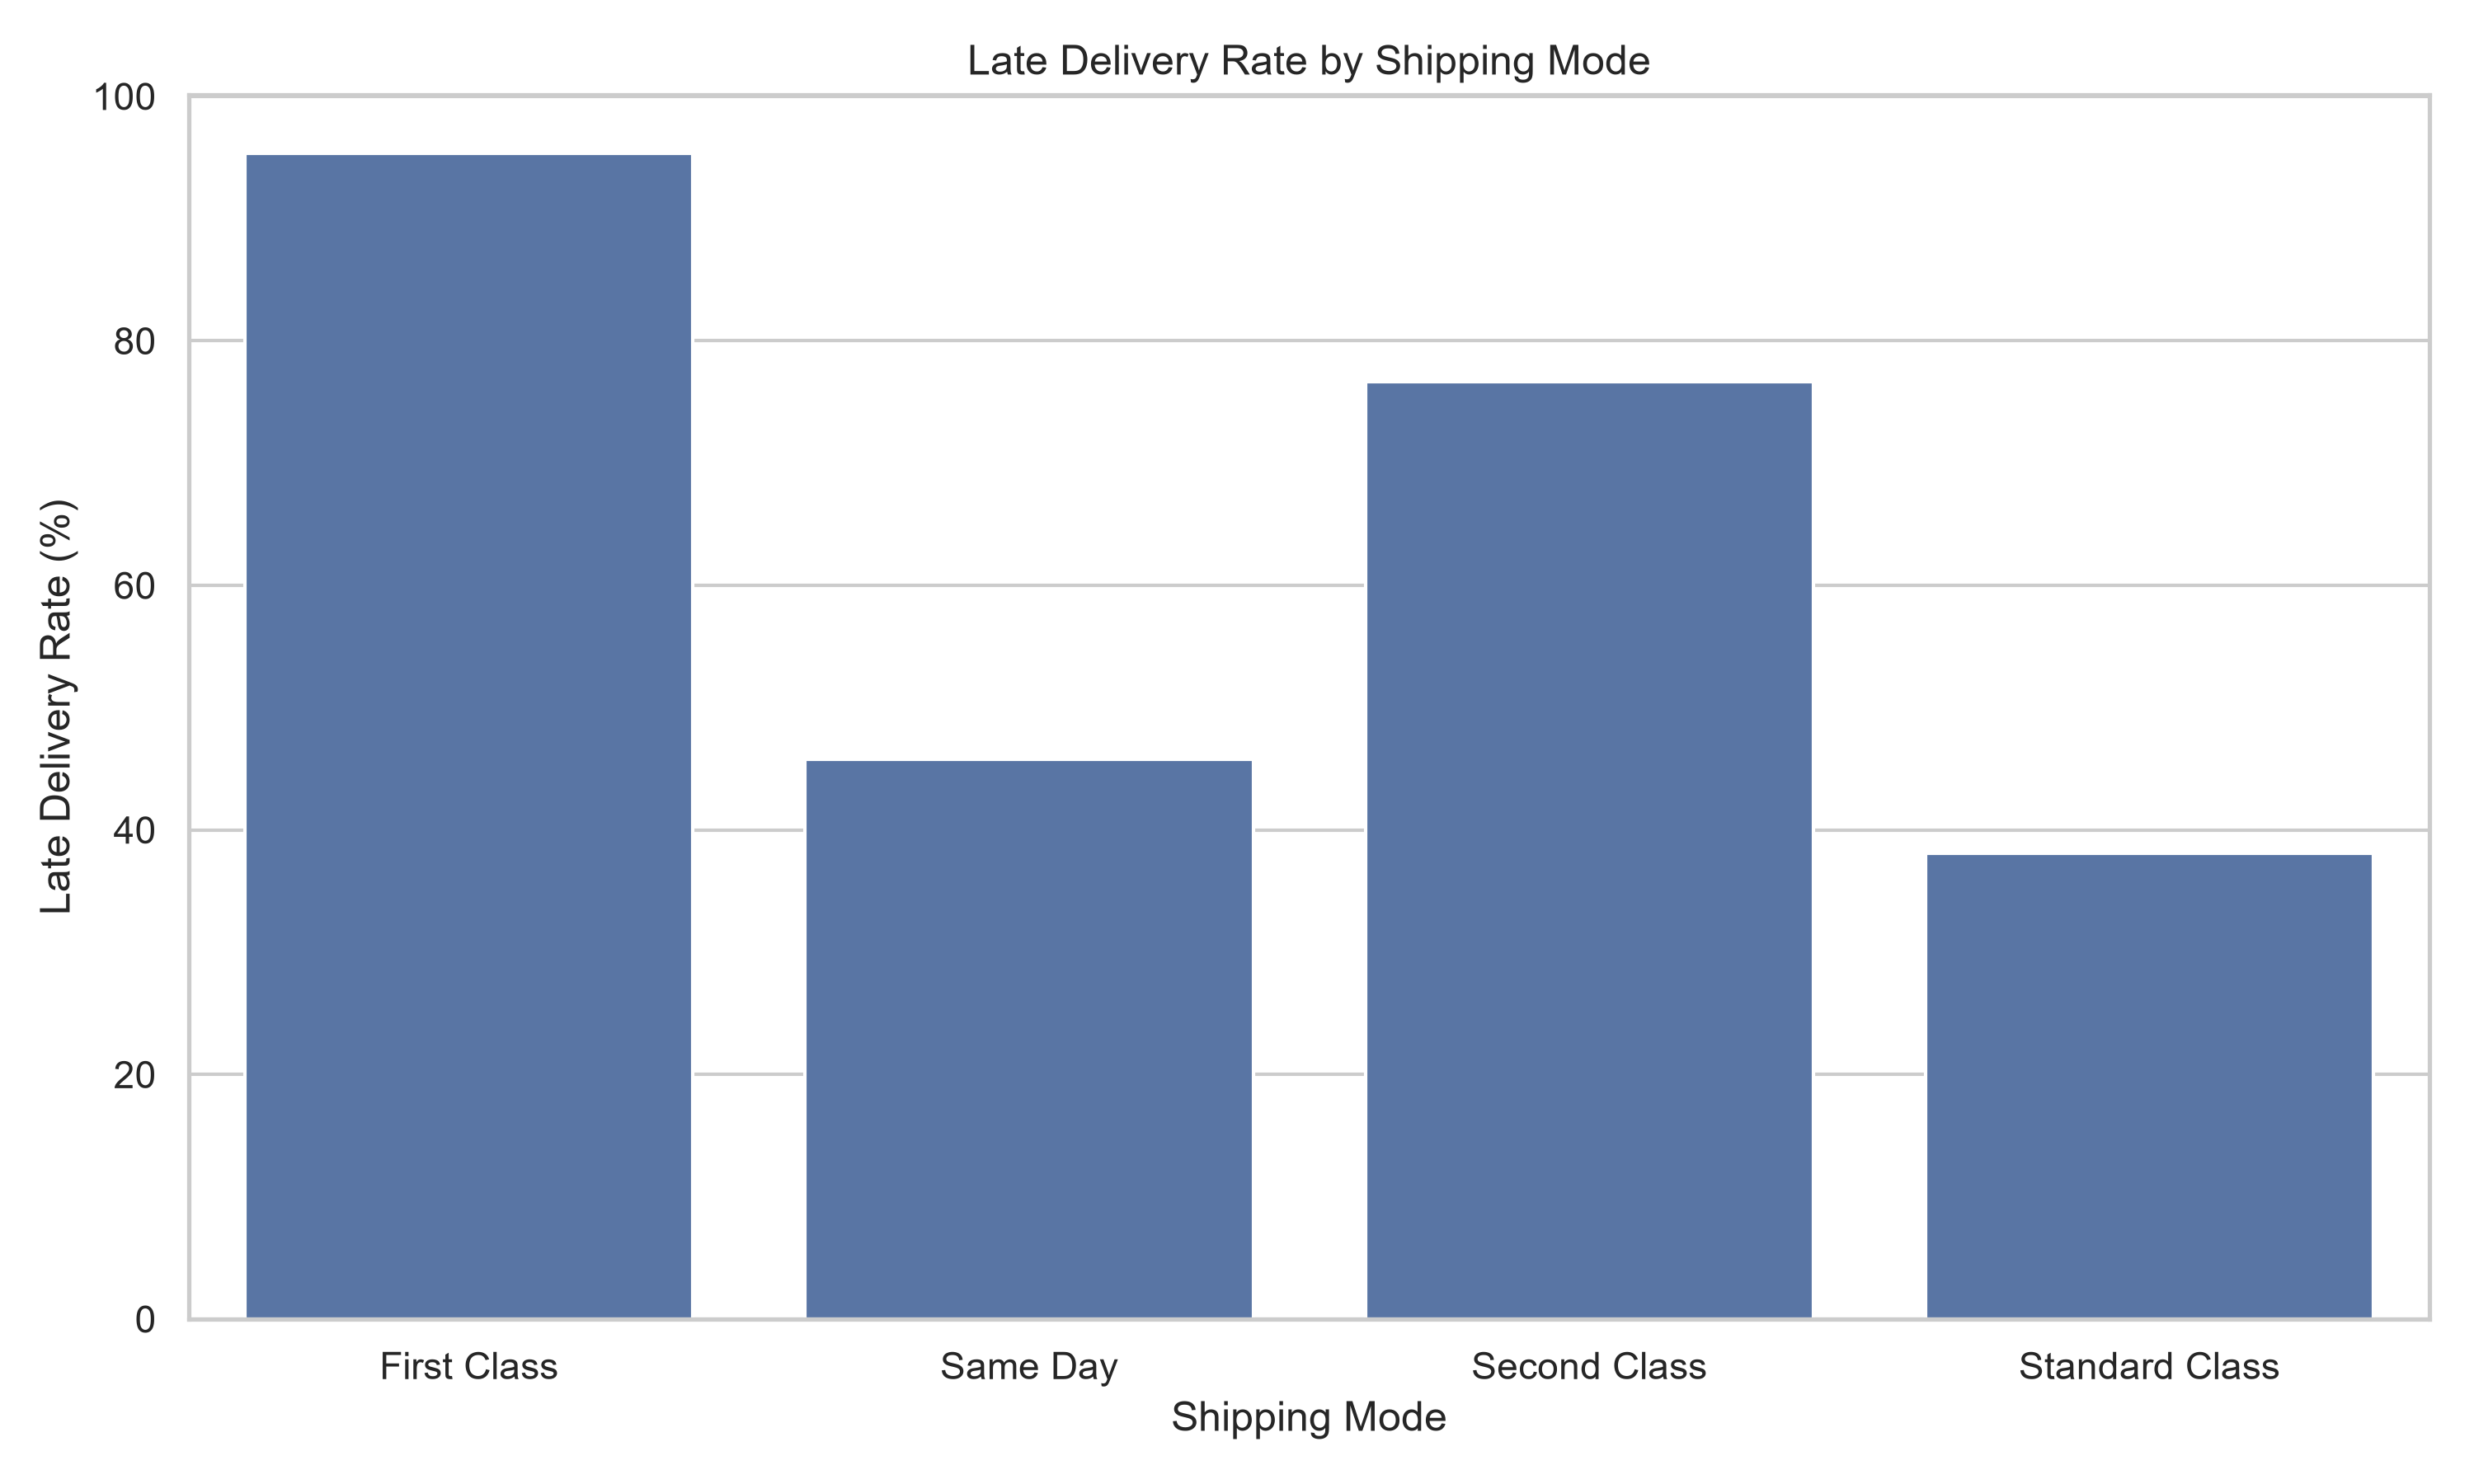 Late Delivery Rate by Shipping Mode
Late Delivery Rate (%)
100
80
60
40
20
0
First Class Same Day Second Class Standard Class
Shipping Mode